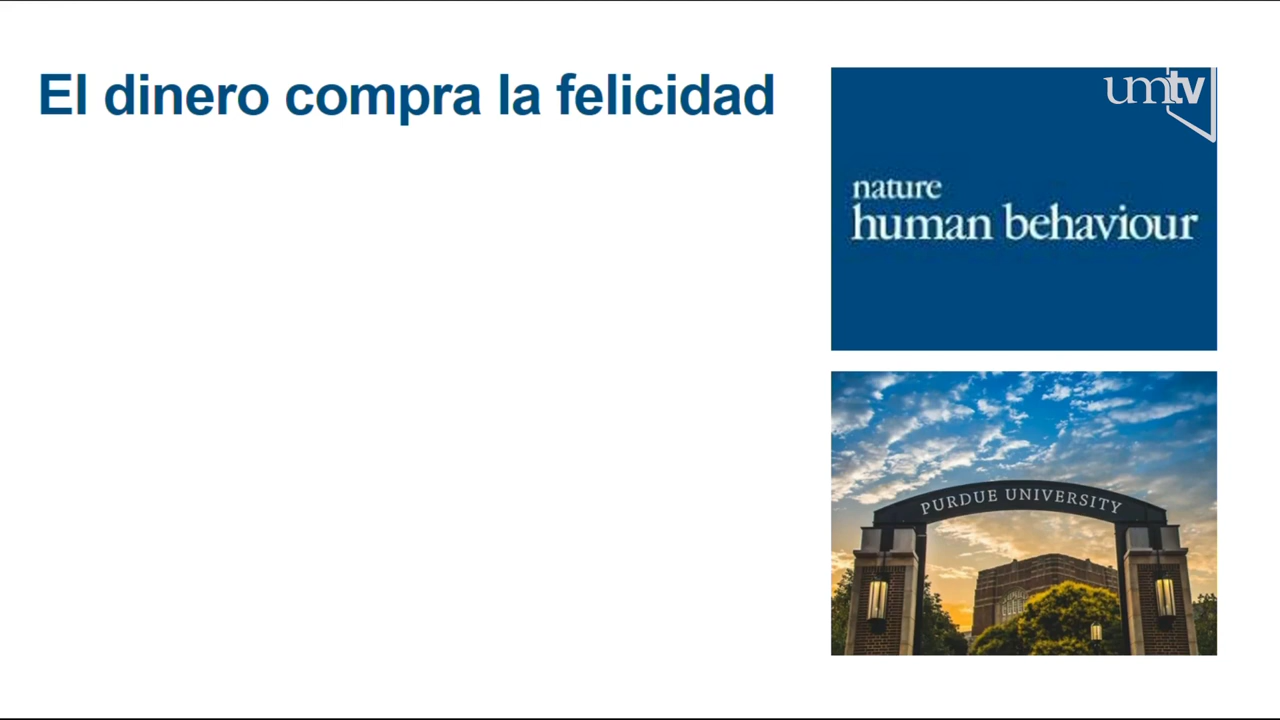 El dinero compra la felicidad
umtv
nature
human behaviour
PURDUE UNIVERSITY